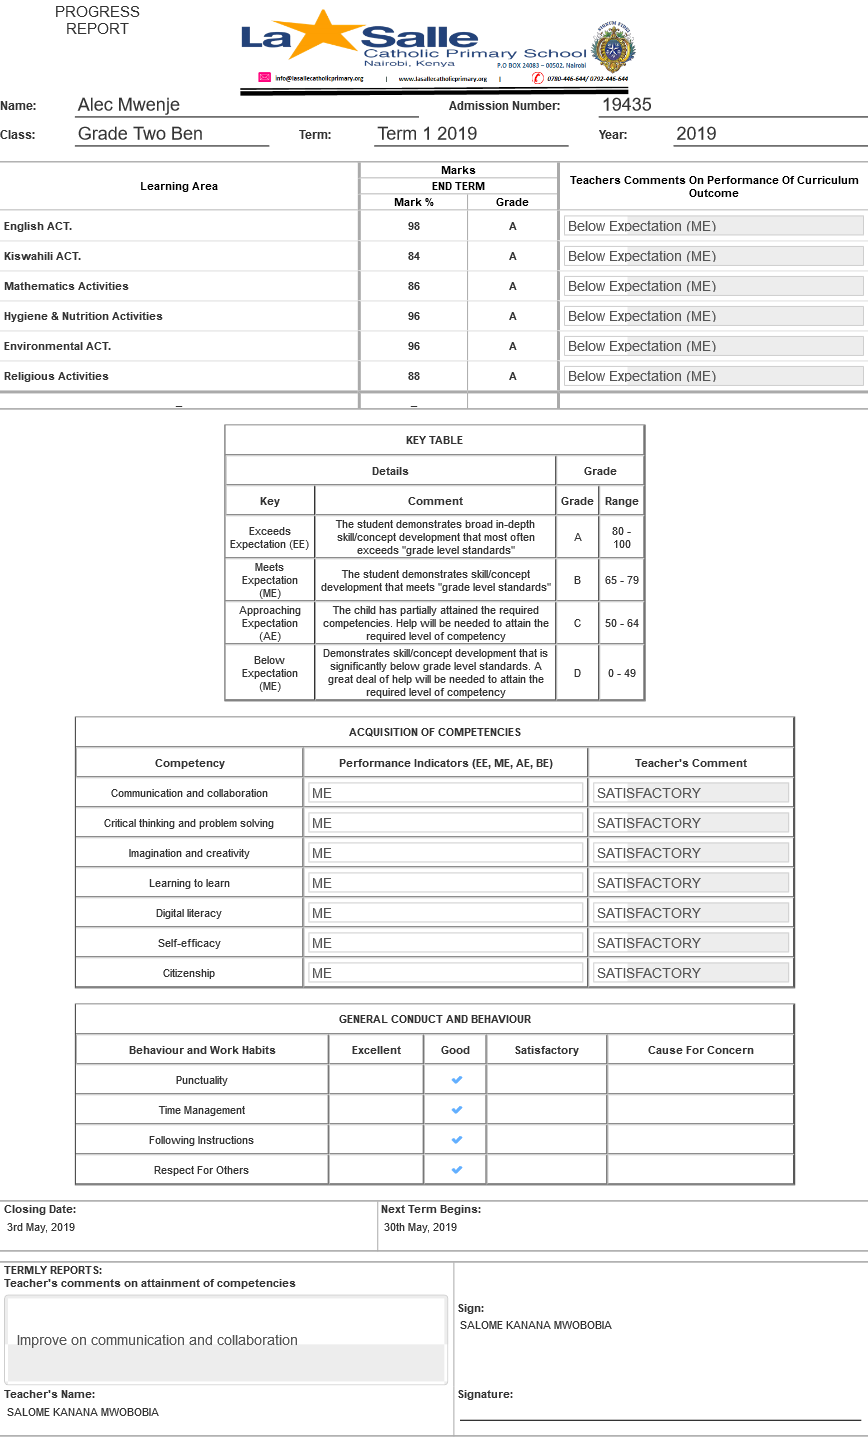 PROGRESS
REPORT
La Salle
Catholic Primary School
Nairobi, Kenya
P.O BOX 24083 – 00502, Nairobi
info@lasallecatholicprimary.org | www.lasallecatholicprimary.org | 0780-446-644/ 0792-446-644
Name: Alec Mwenje Admission Number: 19435
Class: Grade Two Ben Term: Term 1 2019 Year: 2019
Learning Area Marks Teachers Comments On Performance Of Curriculum Outcome
END TERM
Mark % Grade
English ACT. 98 A Below Expectation (ME)
Kiswahili ACT. 84 A Below Expectation (ME)
Mathematics Activities 86 A Below Expectation (ME)
Hygiene & Nutrition Activities 96 A Below Expectation (ME)
Environmental ACT. 96 A Below Expectation (ME)
Religious Activities 88 A Below Expectation (ME)
_ _
KEY TABLE
Details Grade
Key Comment Grade Range
Exceeds Expectation (EE) The student demonstrates broad in-depth skill/concept development that most often exceeds "grade level standards" A 80 - 100
Meets Expectation (ME) The student demonstrates skill/concept development that meets "grade level standards" B 65 - 79
Approaching Expectation (AE) The child has partially attained the required competencies. Help will be needed to attain the required level of competency C 50 - 64
Below Expectation (ME) Demonstrates skill/concept development that is significantly below grade level standards. A great deal of help will be needed to attain the required level of competency D 0 - 49
ACQUISITION OF COMPETENCIES
Competency Performance Indicators (EE, ME, AE, BE) Teacher's Comment
Communication and collaboration ME SATISFACTORY
Critical thinking and problem solving ME SATISFACTORY
Imagination and creativity ME SATISFACTORY
Learning to learn ME SATISFACTORY
Digital literacy ME SATISFACTORY
Self-efficacy ME SATISFACTORY
Citizenship ME SATISFACTORY
GENERAL CONDUCT AND BEHAVIOUR
Behaviour and Work Habits Excellent Good Satisfactory Cause For Concern
Punctuality
Time Management
Following Instructions
Respect For Others
Closing Date: Next Term Begins:
3rd May, 2019 30th May, 2019
TERMLY REPORTS:
Teacher's comments on attainment of competencies
Improve on communication and collaboration
Sign:
SALOME KANANA MWOBOBIA
Teacher's Name: Signature:
SALOME KANANA MWOBOBIA